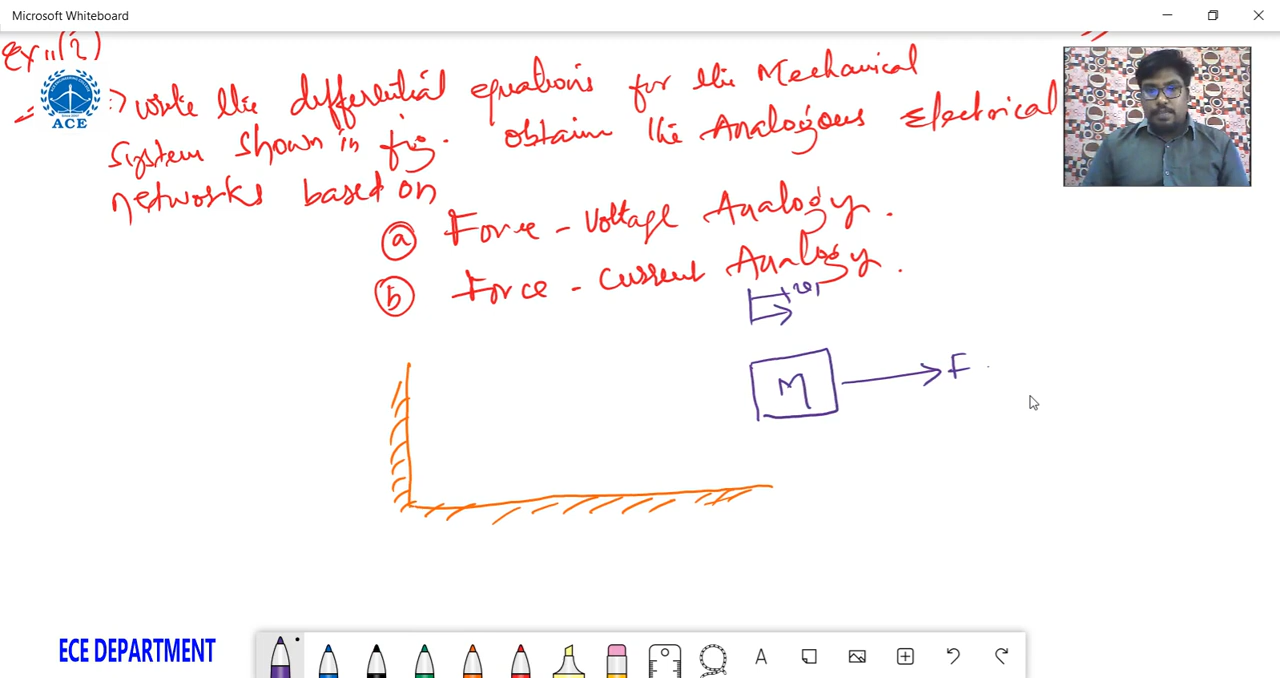 Microsoft Whiteboard
Ex,,(2)
ACE
:> write the differential equations for the Mechanical
system shown in fig. obtain the Analogous Electrical
networks based on
(a) Force - Voltage Analogy.
(b) Force - Current Analogy.
M
F
ECE DEPARTMENT
A